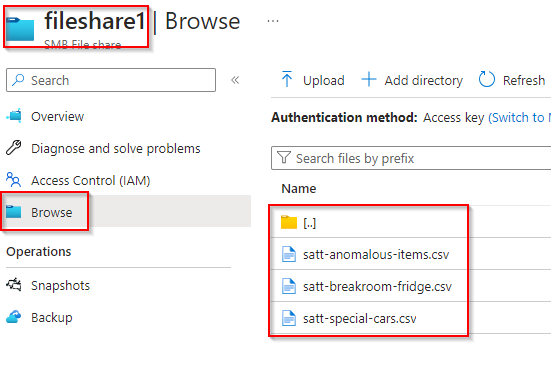 fileshare1 | Browse ...
SMB File share
Search «
Overview
Diagnose and solve problems
Access Control (IAM)
Browse
Operations
Snapshots
Backup
Upload + Add directory Refresh
Authentication method: Access key (Switch to M
Search files by prefix
Name
[..]
satt-anomalous-items.csv
satt-breakroom-fridge.csv
satt-special-cars.csv